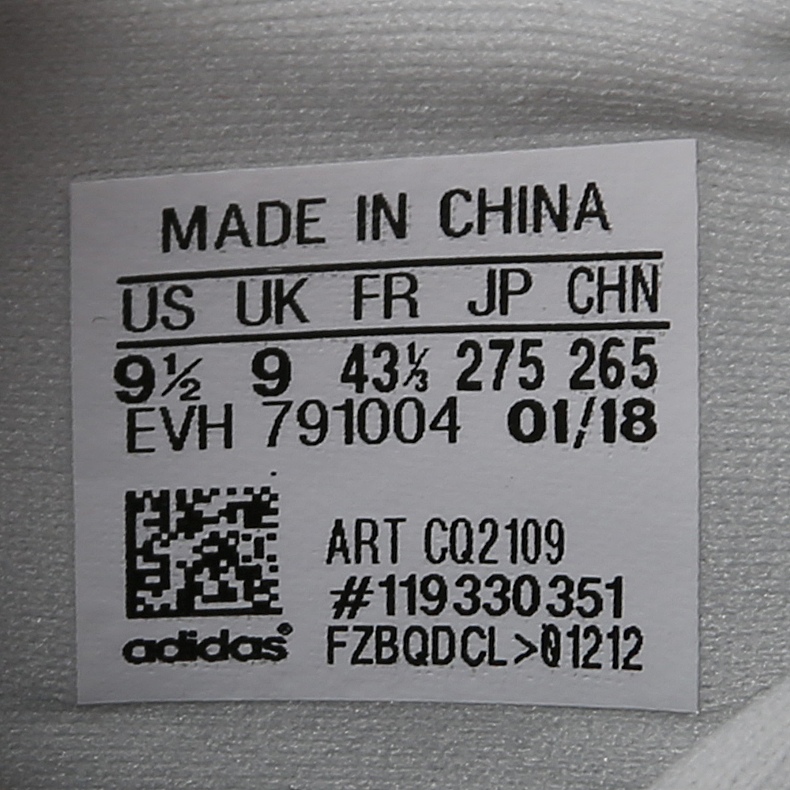 MADE IN CHINA
US UK FR JP CHN
9½ 9 43⅓ 275 265
EVH 791004 01/18
ART CQ2109
#119330351
adidas® FZBQDCL>01212